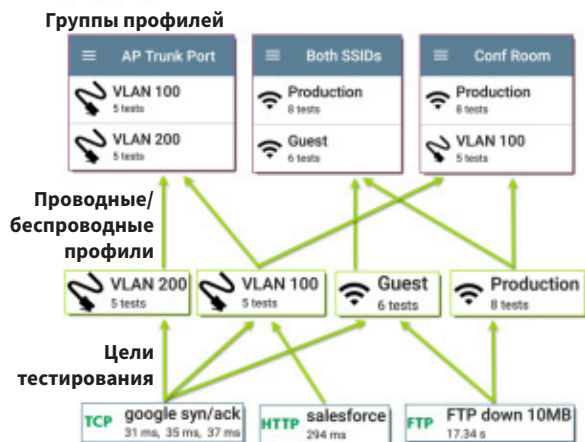 Группы профилей
AP Trunk Port
VLAN 100
5 tests
VLAN 200
5 tests
Both SSIDs
Production
8 tests
Guest
6 tests
Conf Room
Production
8 tests
VLAN 100
5 tests
Проводные/
беспроводные
профили
VLAN 200
5 tests
VLAN 100
5 tests
Guest
6 tests
Production
8 tests
Цели
тестирования
TCP google syn/ack
31 ms, 35 ms, 37 ms
HTTP salesforce
294 ms
FTP FTP down 10MB
17.34 s